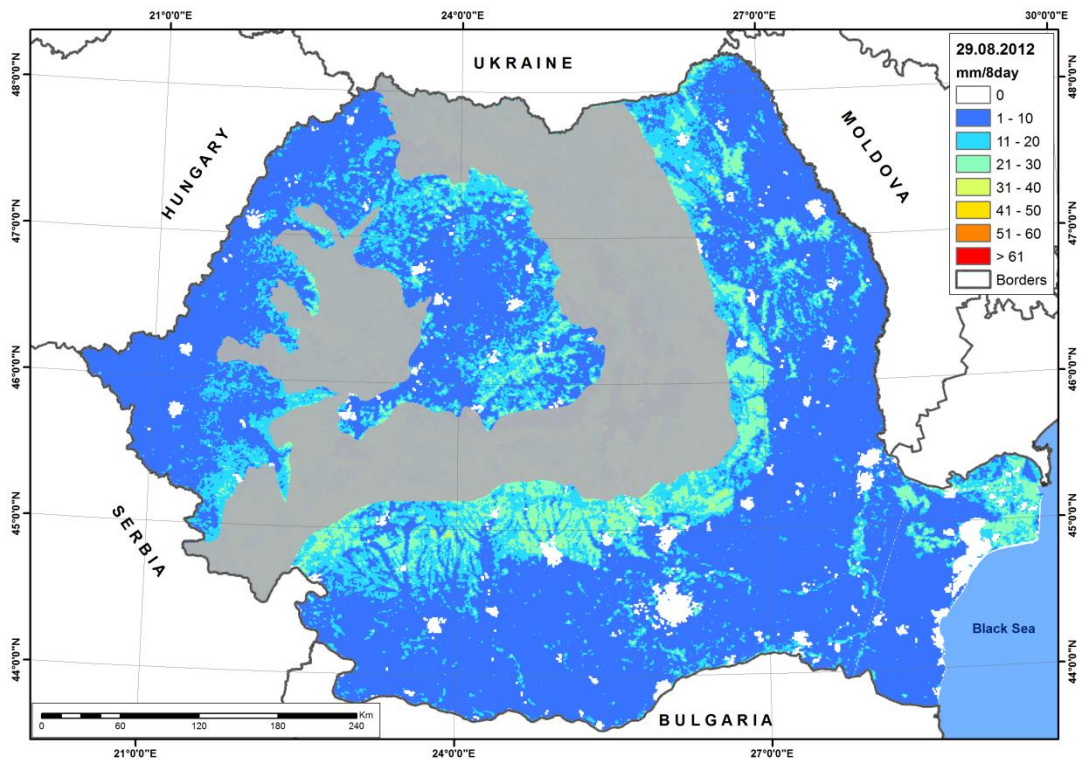 21°0'0"E 24°0'0"E 27°0'0"E 30°0'0"E
29.08.2012
mm/8day
0
1 - 10
11 - 20
21 - 30
31 - 40
41 - 50
51 - 60
> 61
Borders
UKRAINE
HUNGARY
MOLDOVA
SERBIA
BULGARIA
Black Sea
48°0'0"N
47°0'0"N
46°0'0"N
45°0'0"N
44°0'0"N
48°0'0"N
47°0'0"N
46°0'0"N
45°0'0"N
44°0'0"N
Km
0 60 120 180 240
21°0'0"E 24°0'0"E 27°0'0"E